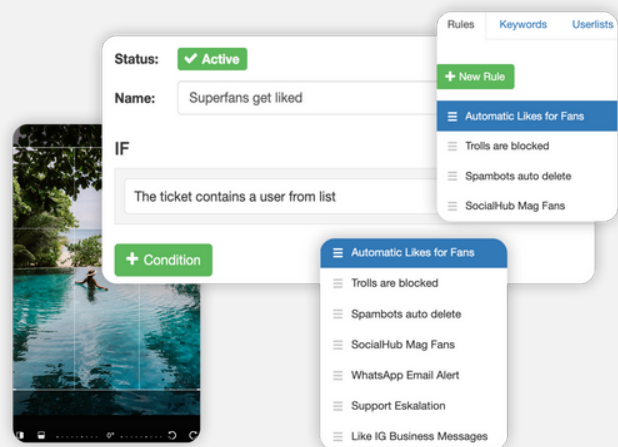 Status:
✔ Active
Name:
Superfans get liked
IF
The ticket contains a user from list
+ Condition
Rules Keywords Userlists
+ New Rule
Automatic Likes for Fans
Trolls are blocked
Spambots auto delete
SocialHub Mag Fans
Automatic Likes for Fans
Trolls are blocked
Spambots auto delete
SocialHub Mag Fans
WhatsApp Email Alert
Support Eskalation
Like IG Business Messages
0°